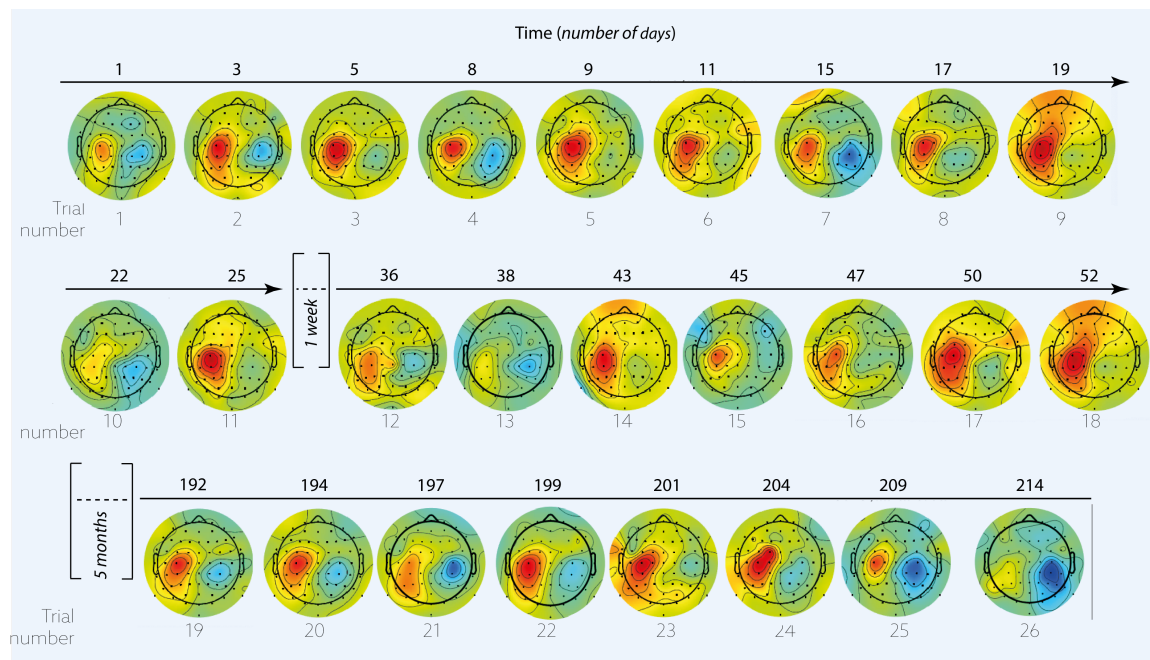 Time (number of days)
1 3 5 8 9 11 15 17 19
Trial
number
1 2 3 4 5 6 7 8 9
22 25 36 38 43 45 47 50 52
1 week
number
10 11 12 13 14 15 16 17 18
192 194 197 199 201 204 209 214
5 months
Trial
number
19 20 21 22 23 24 25 26